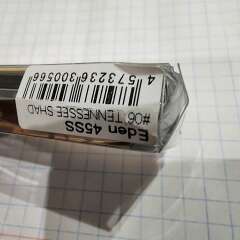 Eden 45SS
#06 TENNESSEE SHAD
4 573236 300566